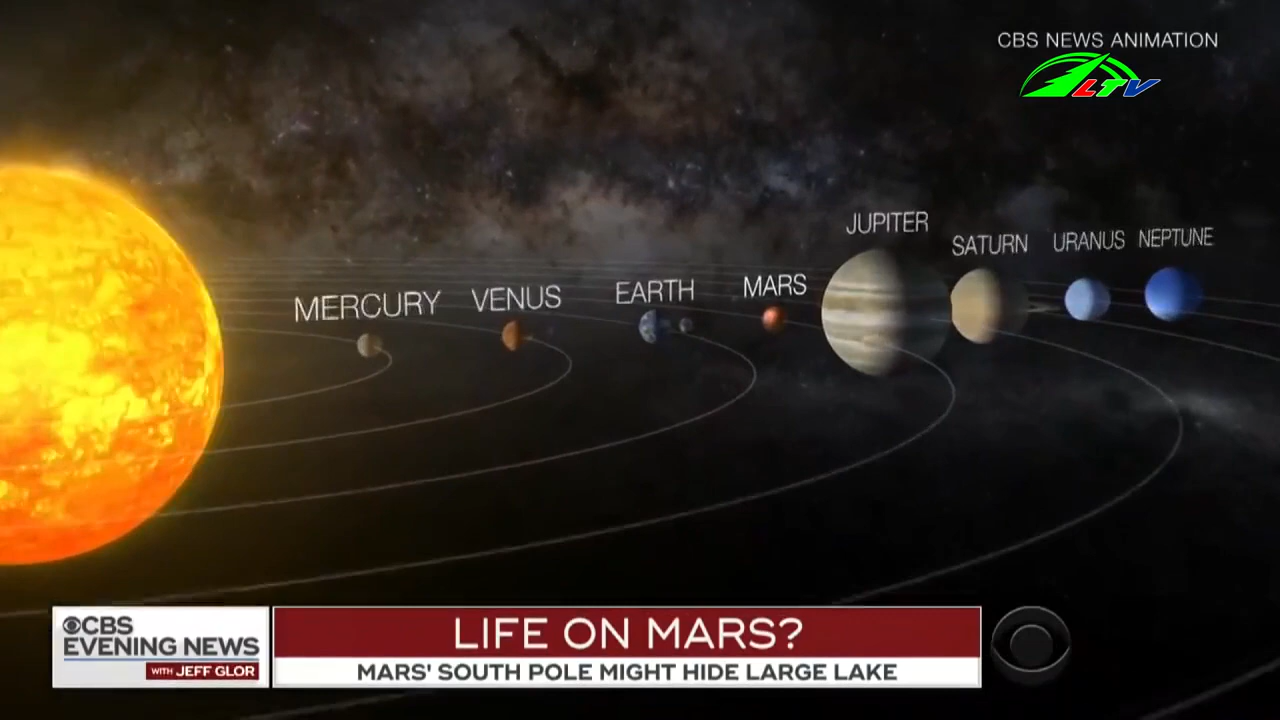 CBS NEWS ANIMATION
LTV
JUPITER
SATURN
URANUS
NEPTUNE
MERCURY
VENUS
EARTH
MARS
CBS
EVENING NEWS
WITH JEFF GLOR
LIFE ON MARS?
MARS' SOUTH POLE MIGHT HIDE LARGE LAKE